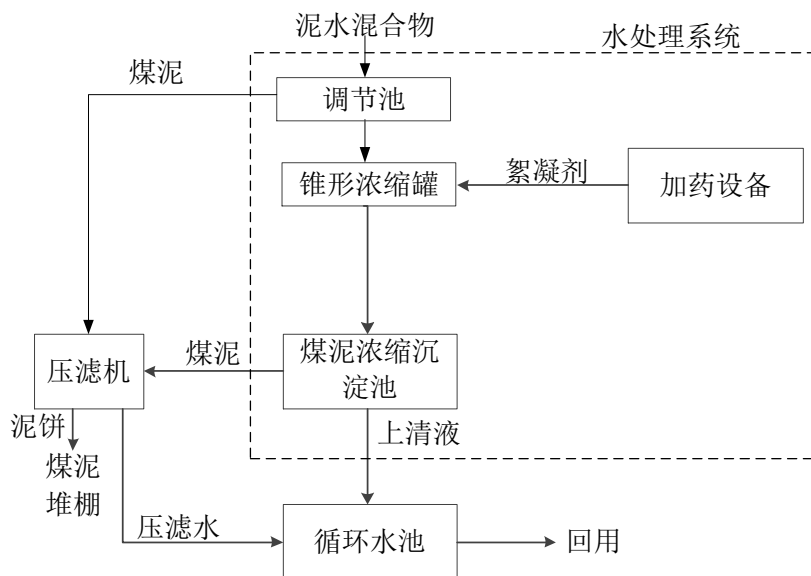 泥水混合物
水处理系统
煤泥
调节池
锥形浓缩罐
絮凝剂
加药设备
压滤机
煤泥
煤泥浓缩沉
淀池
泥饼
上清液
煤泥
堆棚
压滤水
循环水池
回用